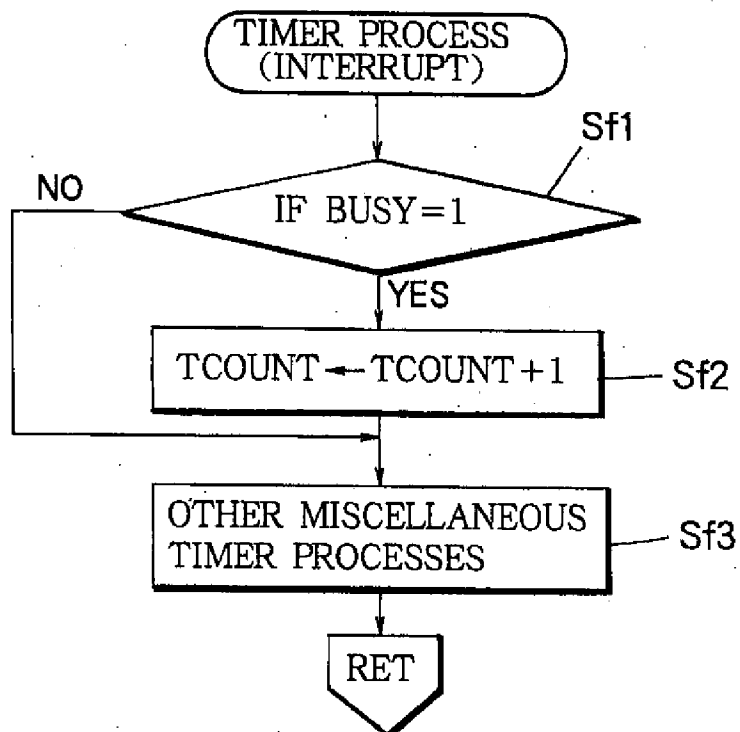 TIMER PROCESS
(INTERRUPT)
Sf1
NO
IF BUSY=1
YES
TCOUNT←TCOUNT+1
Sf2
OTHER MISCELLANEOUS
TIMER PROCESSES
Sf3
RET